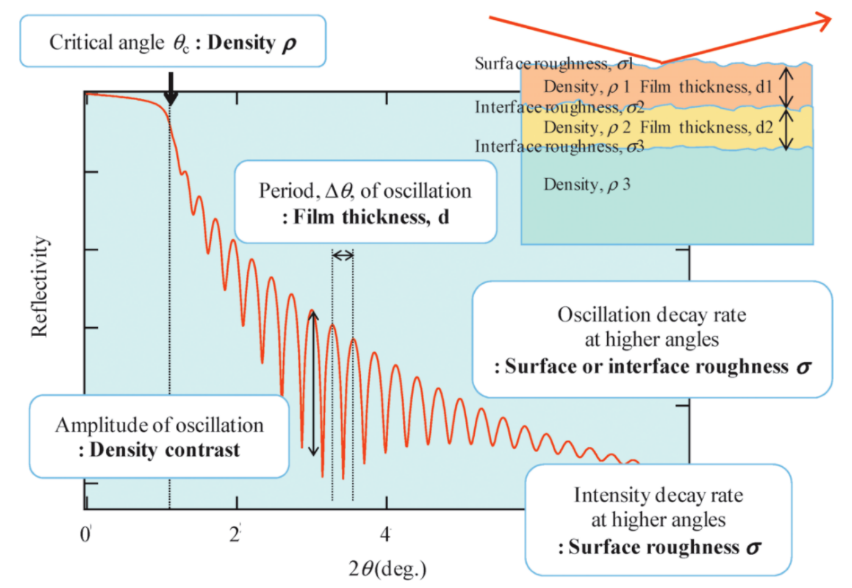 Critical angle θc : Density ρ
Surface roughness, σ1
Density, ρ 1 Film thickness, d1
Interface roughness, σ2
Density, ρ 2 Film thickness, d2
Interface roughness, σ3
Density, ρ 3
Period, Δθ, of oscillation
: Film thickness, d
Reflectivity
Oscillation decay rate
at higher angles
: Surface or interface roughness σ
Amplitude of oscillation
: Density contrast
Intensity decay rate
at higher angles
: Surface roughness σ
0 2 4
2θ(deg.)